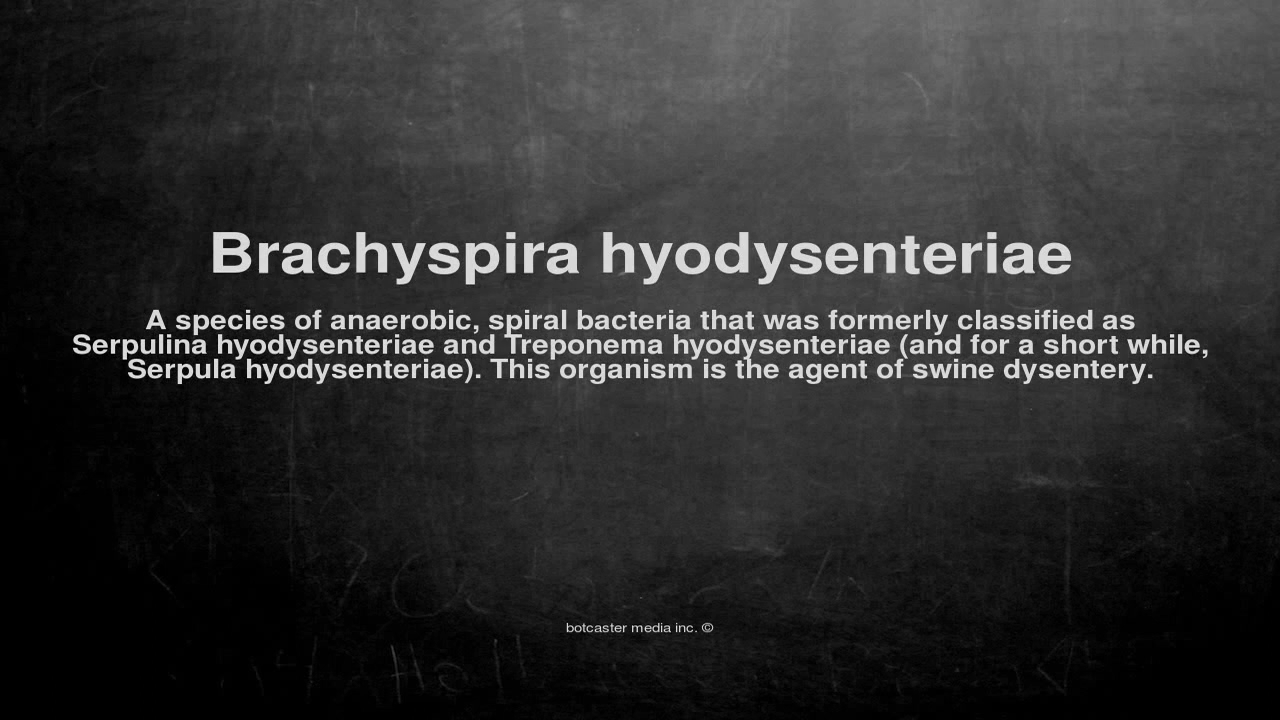 Brachyspira hyodysenteriae
A species of anaerobic, spiral bacteria that was formerly classified as
Serpulina hyodysenteriae and Treponema hyodysenteriae (and for a short while,
Serpula hyodysenteriae). This organism is the agent of swine dysentery.
botcaster media inc. ©